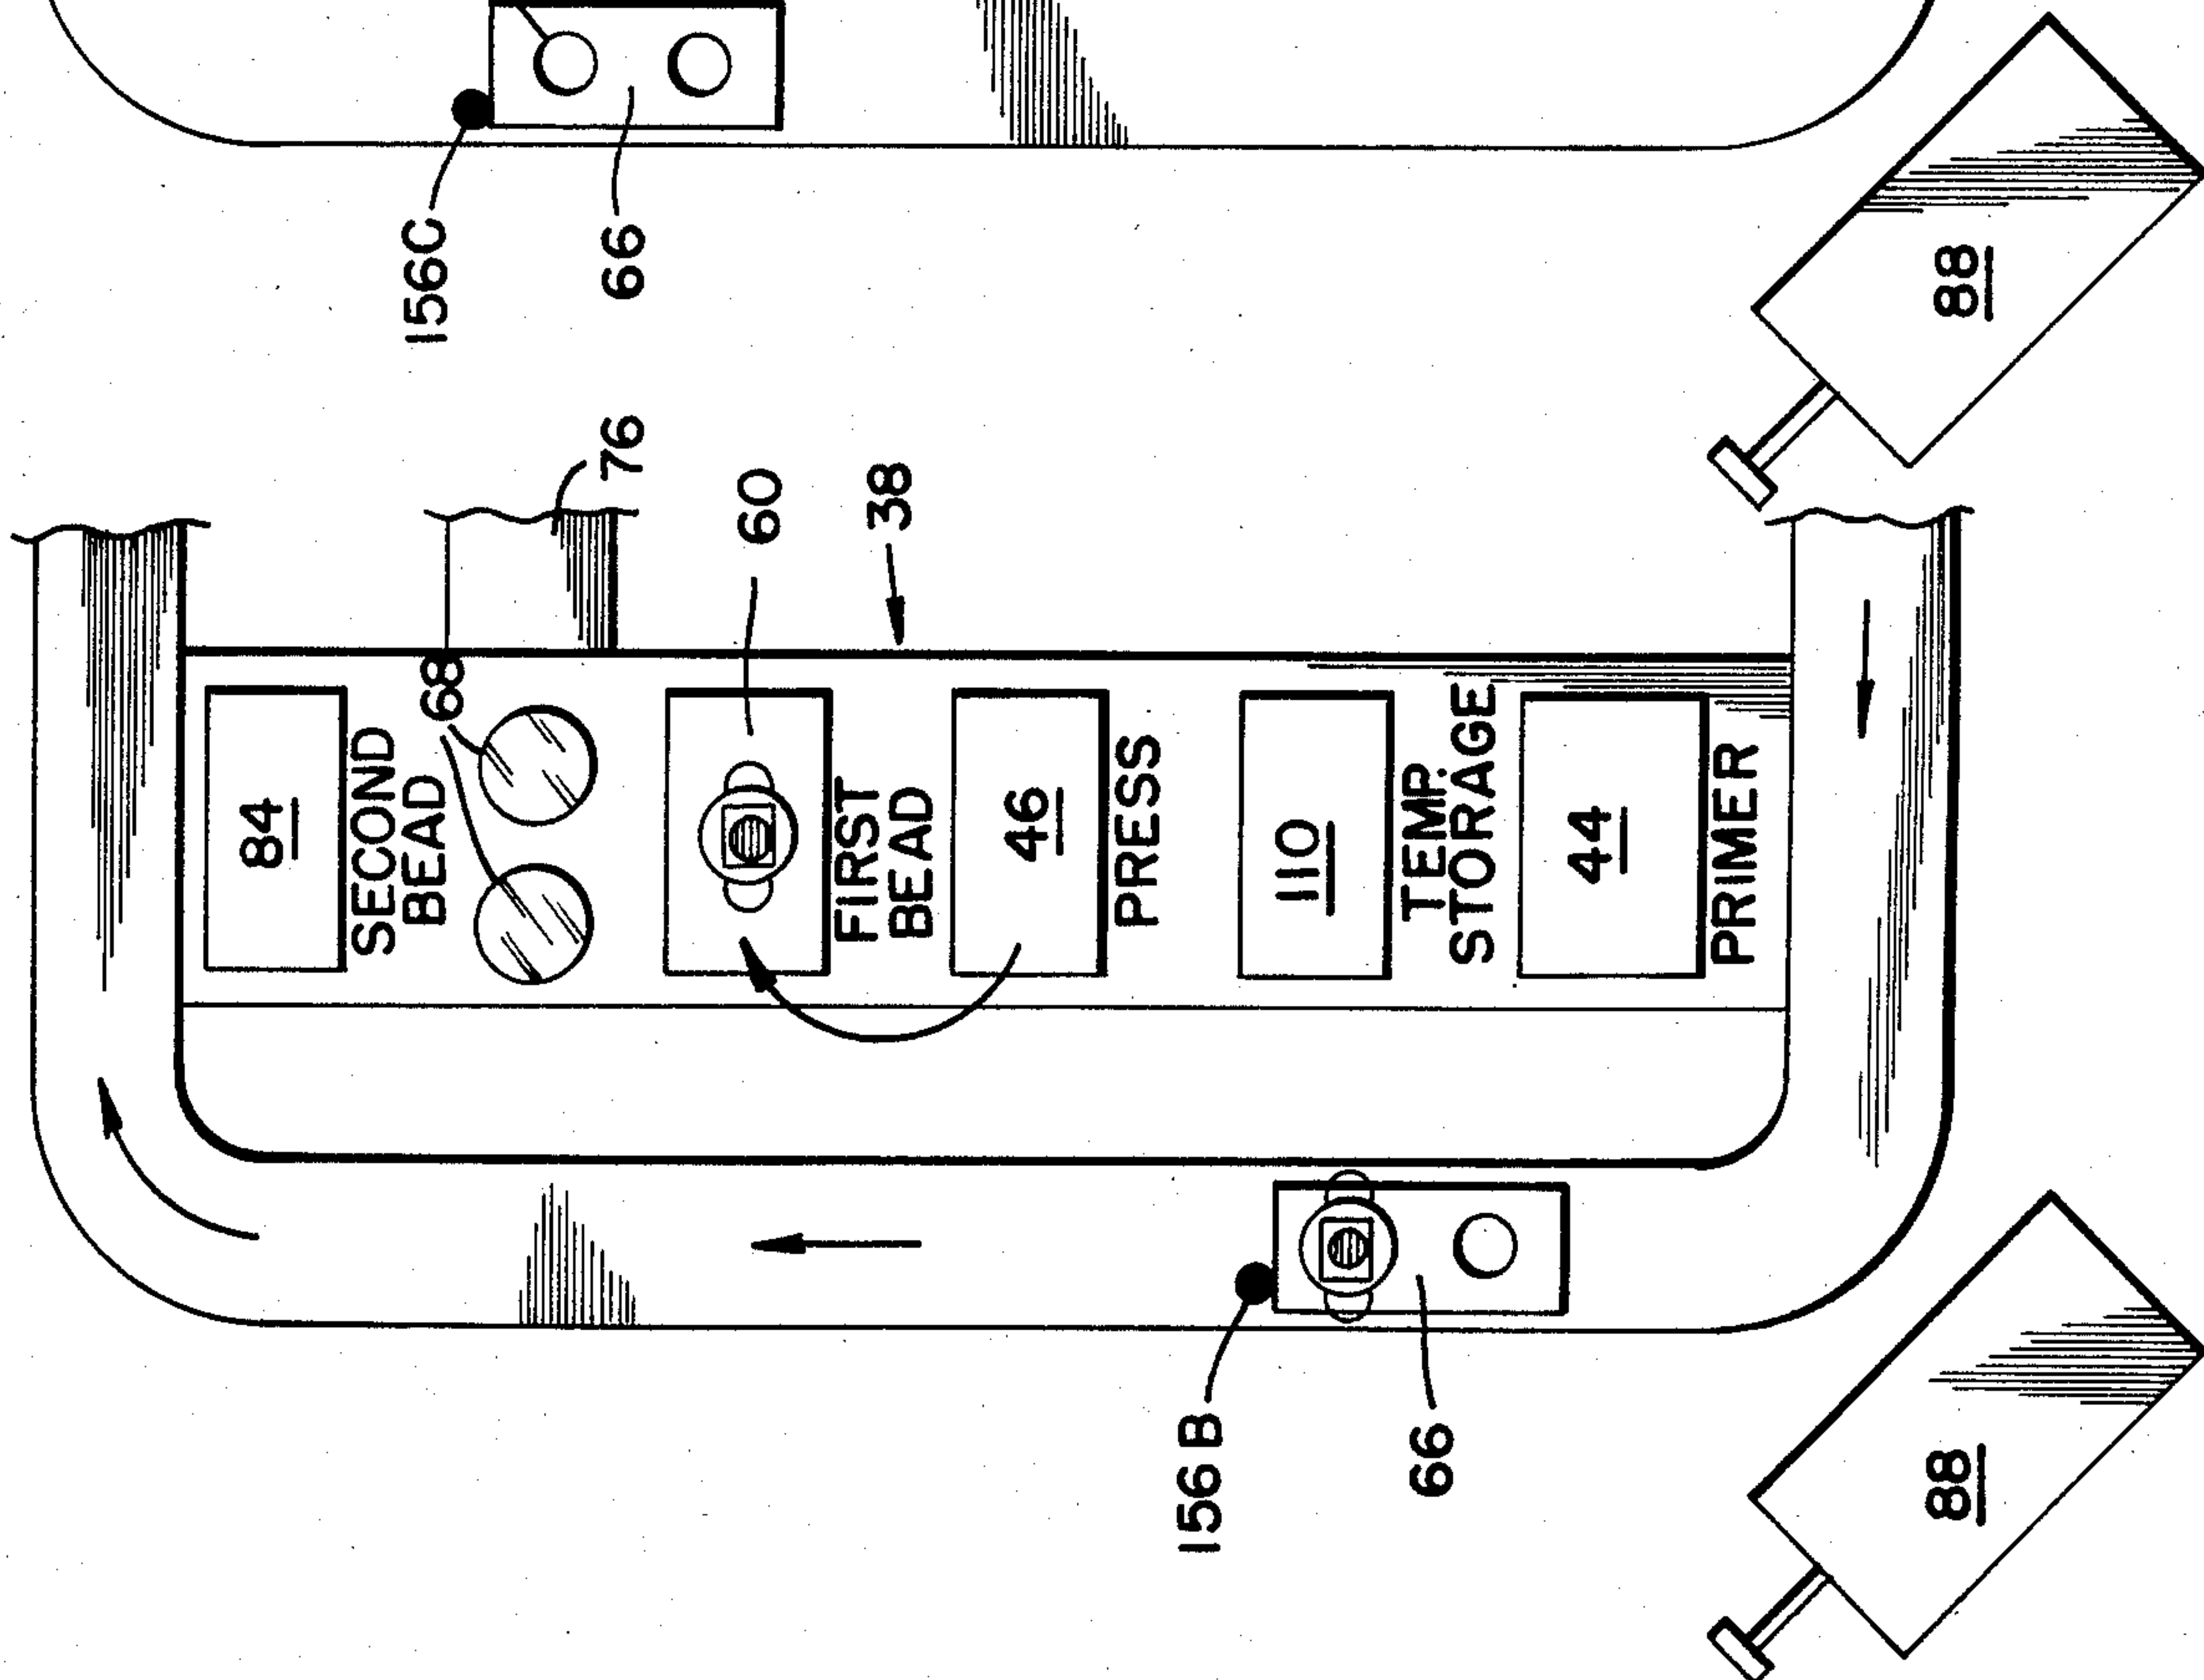 156C
66
76
60
38
84
SECOND
BEAD
68
FIRST
BEAD
46
PRESS
110
TEMP.
STORAGE
44
PRIMER
88
156 B
66
88